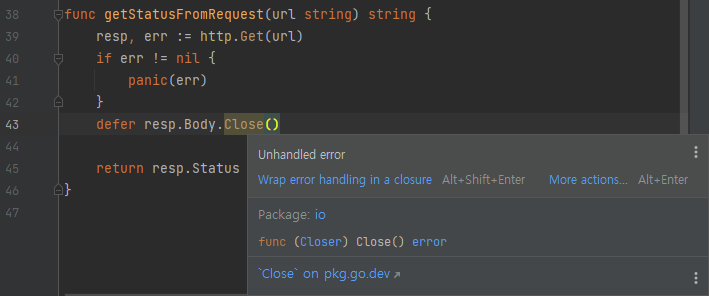 38 func getStatusFromRequest(url string) string {
39 resp, err := http.Get(url)
40 if err != nil {
41 panic(err)
42 }
43 defer resp.Body.Close()
44
45 return resp.Status
46 }
47
Unhandled error
Wrap error handling in a closure Alt+Shift+Enter More actions... Alt+Enter
Package: io
func (Closer) Close() error
`Close` on pkg.go.dev↗